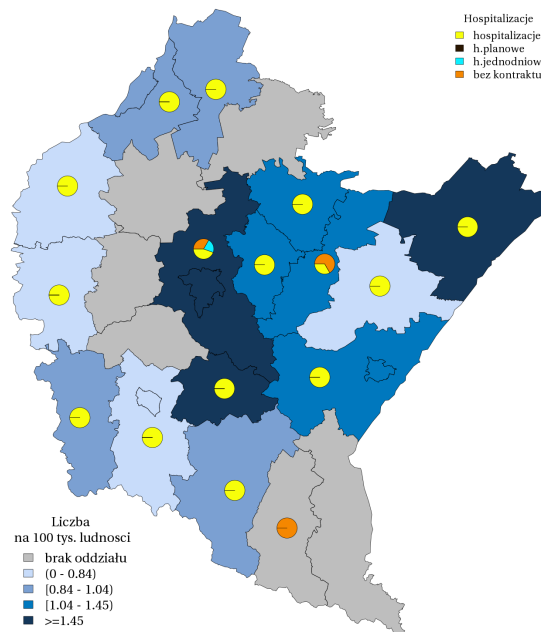 Hospitalizacje
hospitalizacje
h.planowe
h.jednodniow
bez kontraktu
Liczba
na 100 tys. ludnosci
brak oddziału
(0 - 0.84)
[0.84 - 1.04)
[1.04 - 1.45)
>=1.45